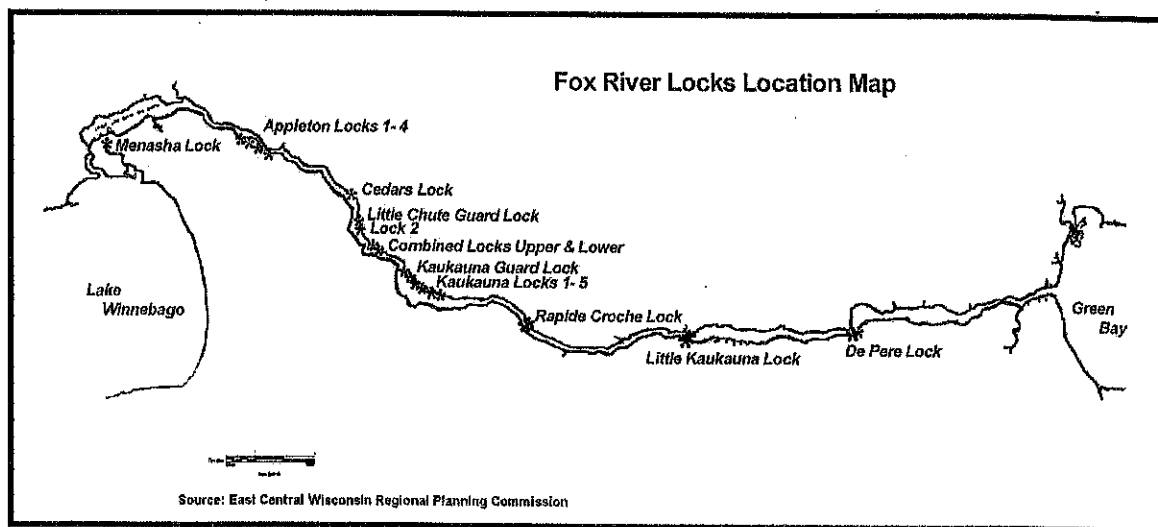 Fox River Locks Location Map
Appleton Locks 1-4
Menasha Lock
Cedars Lock
Little Chute Guard Lock
Lock 2
Combined Locks Upper & Lower
Kaukauna Guard Lock
Kaukauna Locks 1-5
Lake
Winnebago
Rapide Croche Lock
Green
Bay
Little Kaukauna Lock
De Pere Lock
Source: East Central Wisconsin Regional Planning Commission